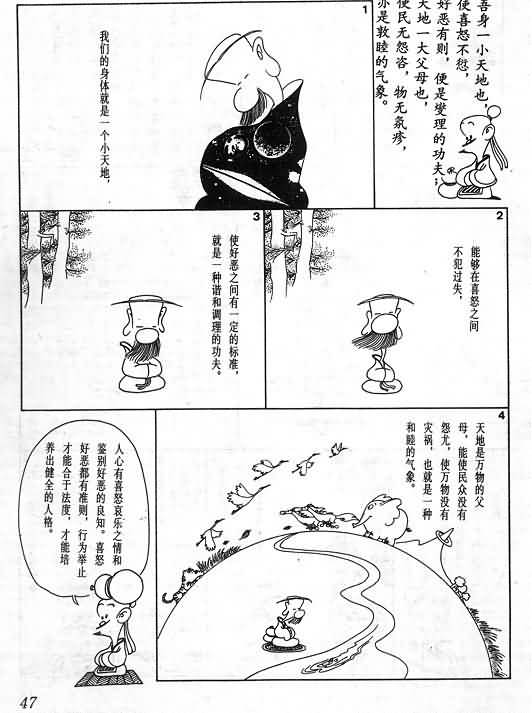 吾身一小天地也，
使喜怒不愆，
好恶有则，便是燮理的功夫；
天地一大父母也，
使民无怨咨，物无氛疹，
亦是敦睦的气象。
1
我们的身体就是一个小天地，
2
能够在喜怒之间
不犯过失，
3
使好恶之间有一定的标准，
就是一种谐和调理的功夫。
4
天地是万物的父
母，能使民众没有
怨尤，使万物没有
灾祸，也就是一种
和睦的气象。
人心有喜怒哀乐之情和
鉴别好恶的良知。喜怒
好恶都有准则，行为举止
才能合于法度，才能培
养出健全的人格。
47